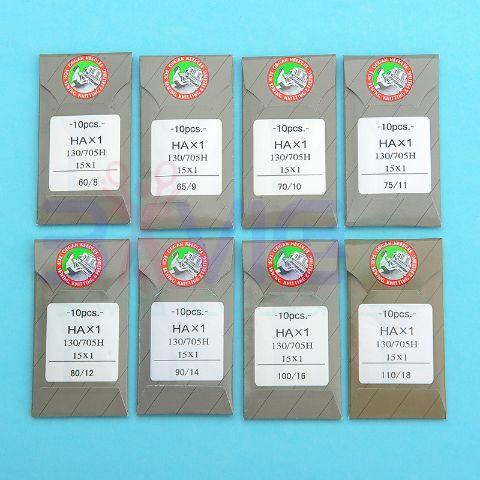 -10pcs.-
HA×1
130/705H
15X1
60/8
-10pcs.-
HA×1
130/705H
15X1
65/9
-10pcs.-
HA×1
130/705H
15X1
70/10
-10pcs.-
HA×1
130/705H
15X1
75/11
-10pcs.-
HA×1
130/705H
15X1
80/12
-10pcs.-
HA×1
130/705H
15X1
90/14
-10pcs.-
HA×1
130/705H
15X1
100/16
-10pcs.-
HA×1
130/705H
15X1
110/18